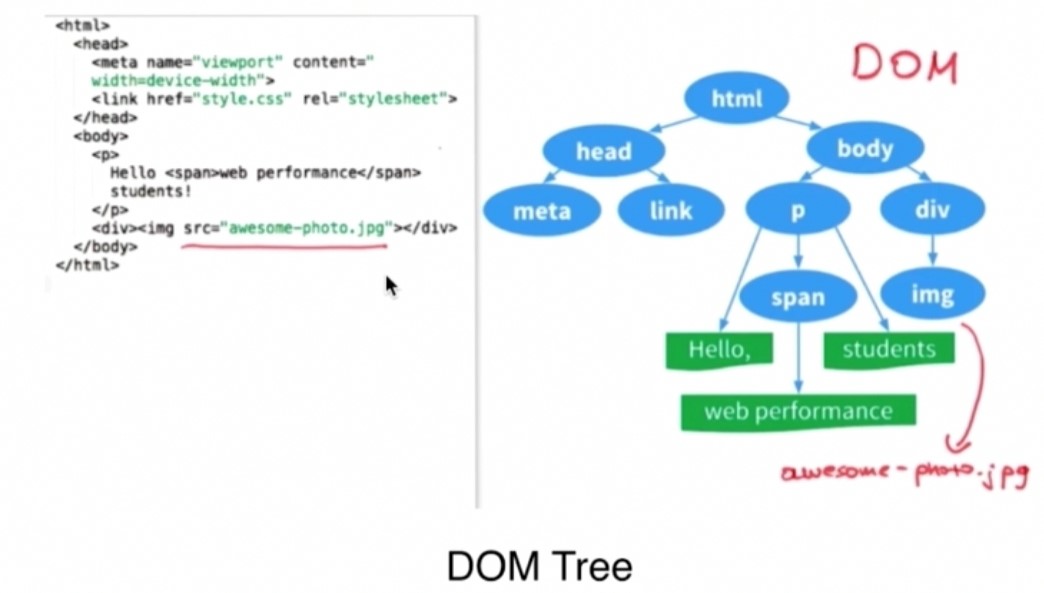 <html>
<head>
<meta name="viewport" content="
width=device-width">
<link href="style.css" rel="stylesheet">
</head>
<body>
<p>
Hello <span>web performance</span>
students!
</p>
<div><img src="awesome-photo.jpg"></div>
</body>
</html>
DOM
html
head
body
meta
link
p
div
span
img
Hello,
students
web performance
awesome-photo.jpg
DOM Tree